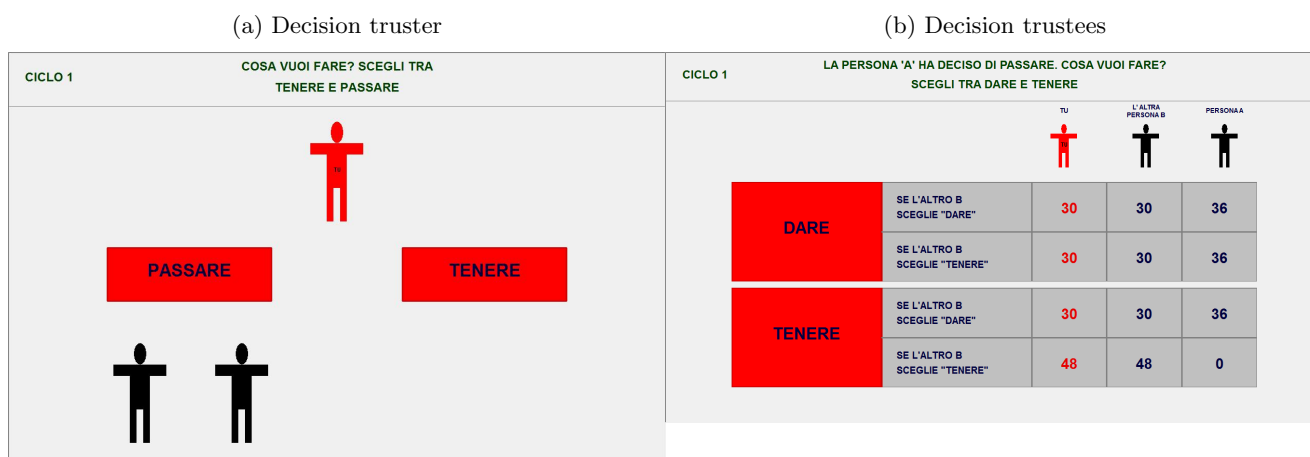 (a) Decision truster
(b) Decision trustees
CICLO 1
COSA VUOI FARE? SCEGLI TRA
TENERE E PASSARE
TU
PASSARE
TENERE
CICLO 1
LA PERSONA 'A' HA DECISO DI PASSARE. COSA VUOI FARE?
SCEGLI TRA DARE E TENERE
TU
L' ALTRA
PERSONA B
PERSONA A
TU
DARE
SE L'ALTRO B
SCEGLIE "DARE"
30
30
36
SE L'ALTRO B
SCEGLIE "TENERE"
30
30
36
TENERE
SE L'ALTRO B
SCEGLIE "DARE"
30
30
36
SE L'ALTRO B
SCEGLIE "TENERE"
48
48
0